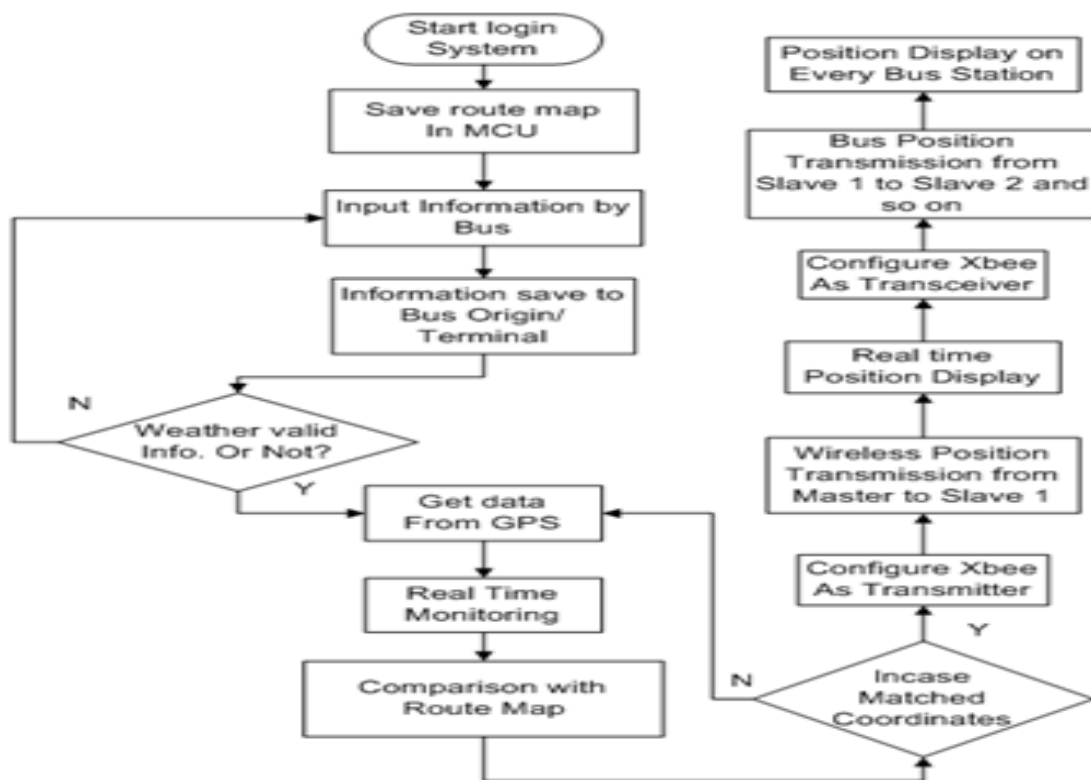 Start login
System
Save route map
In MCU
Input Information by
Bus
Information save to
Bus Origin/
Terminal
N
Weather valid
Info. Or Not?
Y
Get data
From GPS
Real Time
Monitoring
Comparison with
Route Map
N
Incase
Matched
Coordinates
Y
Configure Xbee
As Transmitter
Wireless Position
Transmission from
Master to Slave 1
Real time
Position Display
Configure Xbee
As Transceiver
Bus Position
Transmission from
Slave 1 to Slave 2 and
so on
Position Display on
Every Bus Station